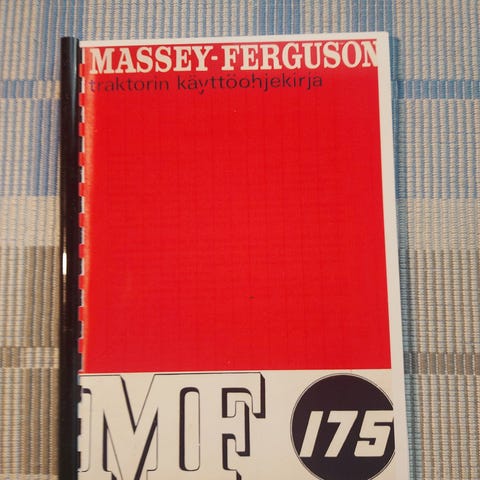 MASSEY-FERGUSON
traktorin käyttöohjekirja
MF
175